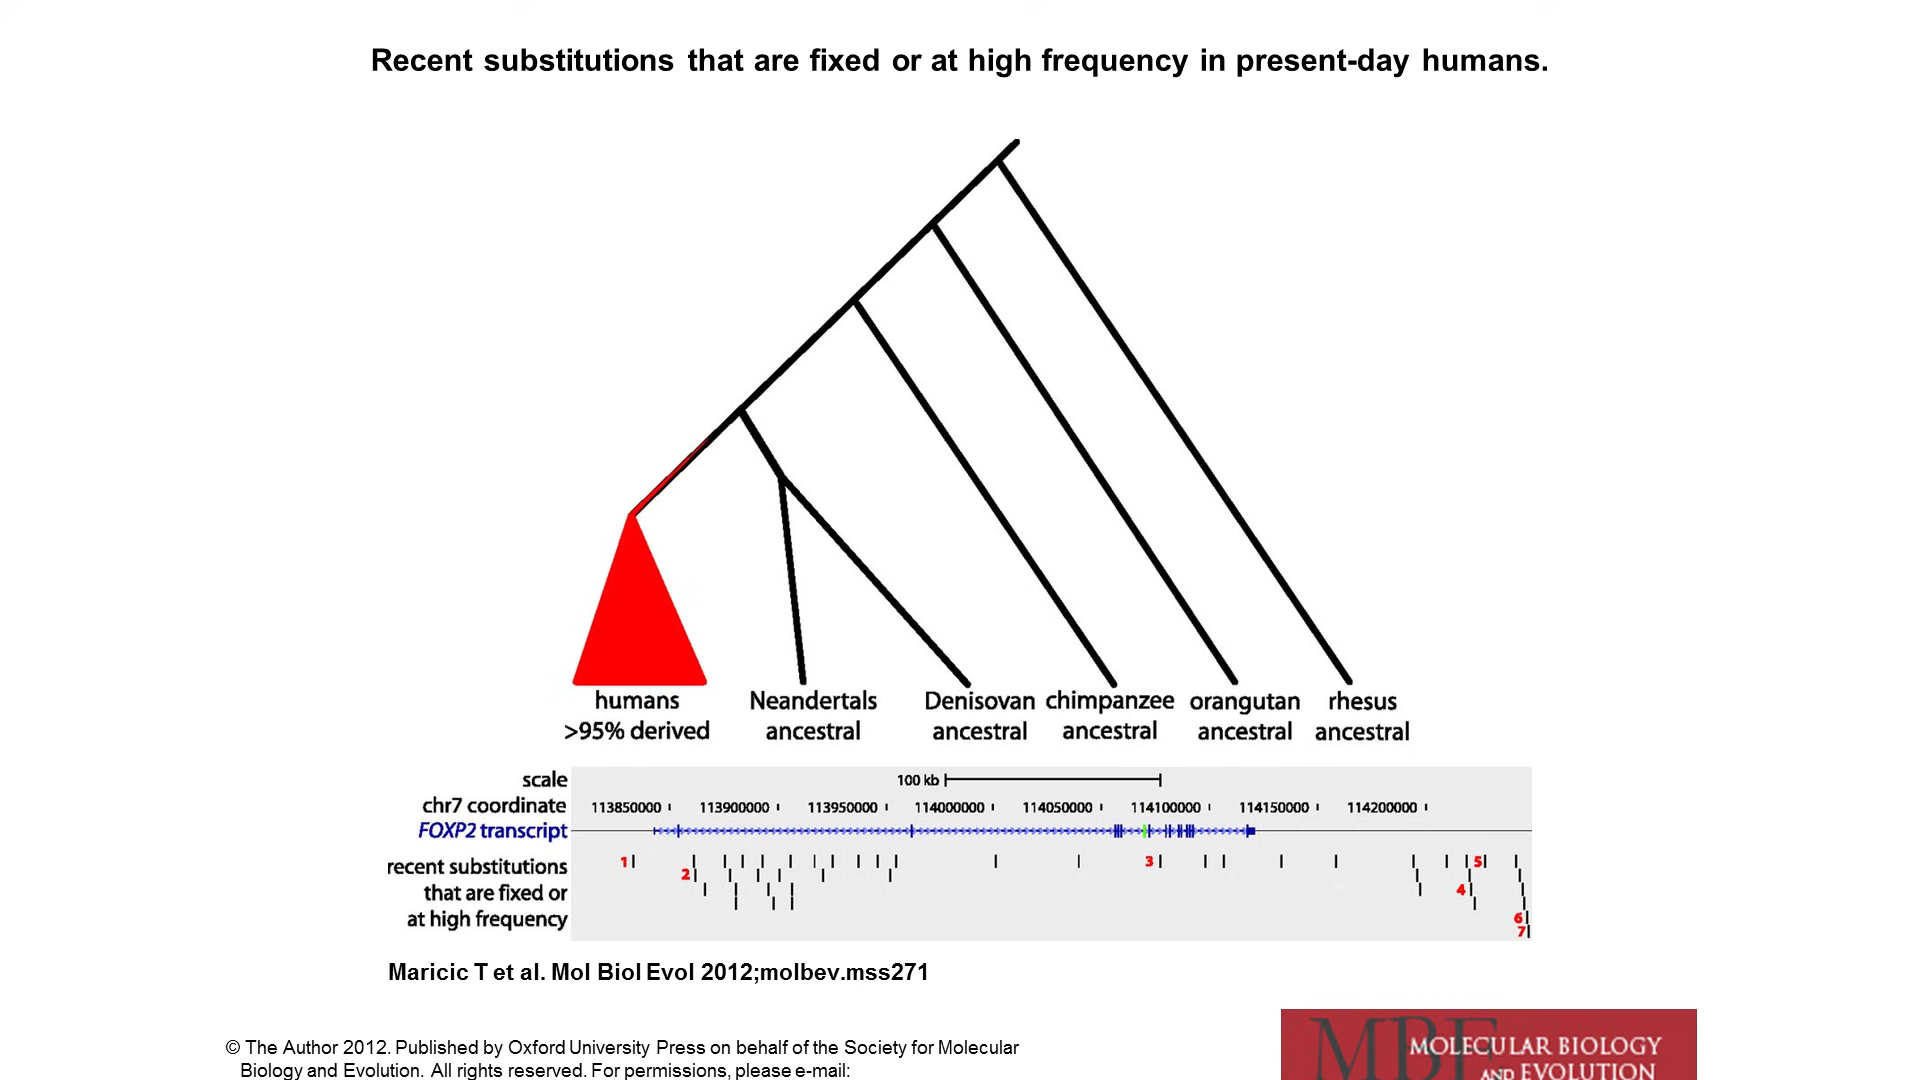 Recent substitutions that are fixed or at high frequency in present-day humans.
humans Neandertals Denisovan chimpanzee orangutan rhesus
>95% derived ancestral ancestral ancestral ancestral ancestral
scale 100 kb
chr7 coordinate 113850000 113900000 113950000 114000000 114050000 114100000 114150000 114200000
FOXP2 transcript
recent substitutions 1 3 5
2
that are fixed or 4
at high frequency 6
7
Maricic T et al. Mol Biol Evol 2012;molbev.mss271
© The Author 2012. Published by Oxford University Press on behalf of the Society for Molecular
Biology and Evolution. All rights reserved. For permissions, please e-mail:
MBE
MOLECULAR BIOLOGY
AND EVOLUTION